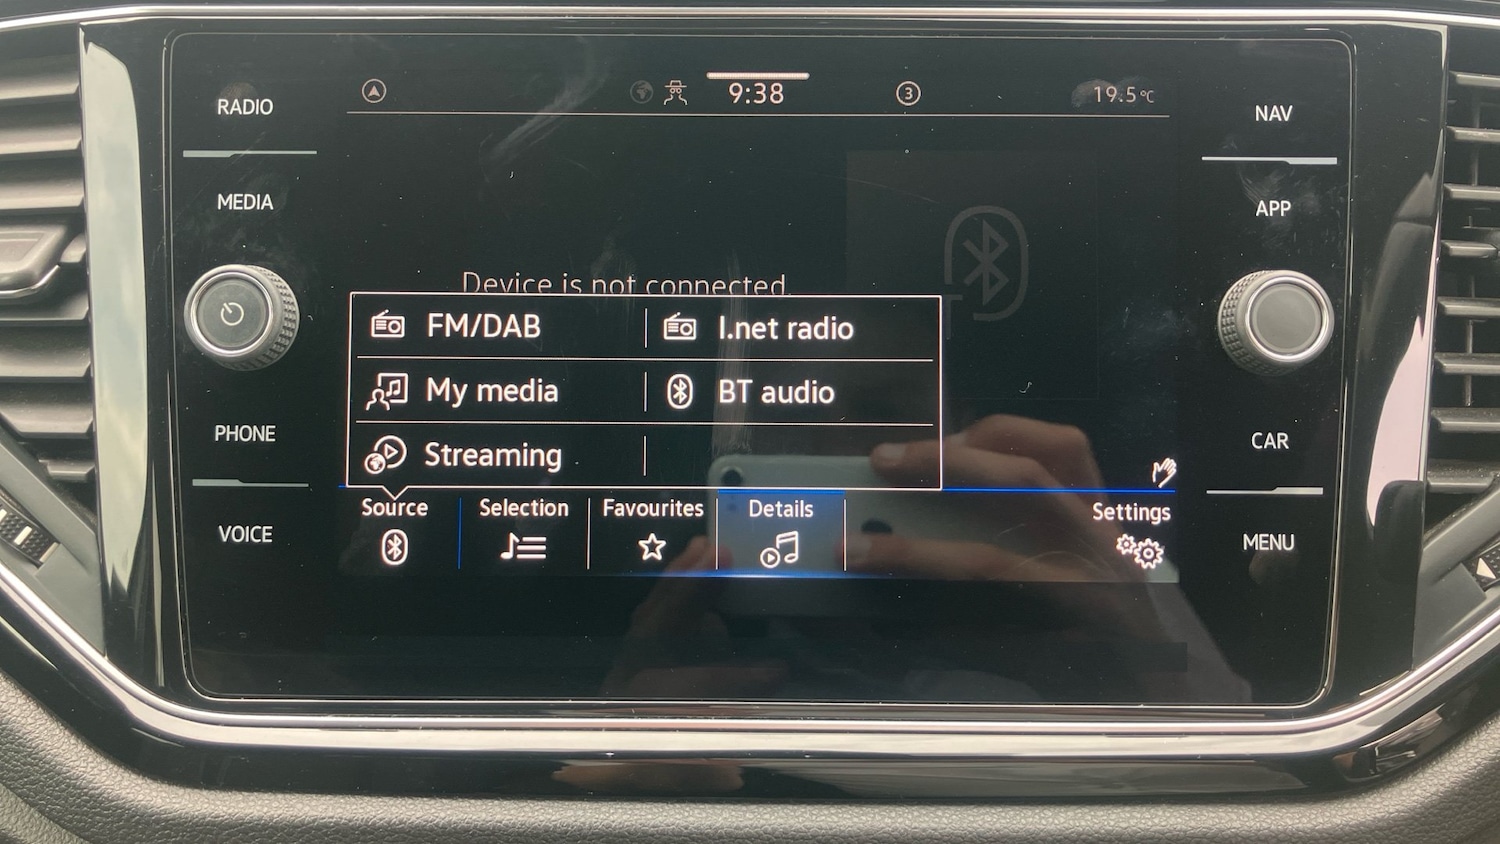 RADIO
MEDIA
PHONE
VOICE
9:38
3
19.5°C
Device is not connected.
FM/DAB
I.net radio
My media
BT audio
Streaming
Source
Selection
Favourites
Details
Settings
NAV
APP
CAR
MENU